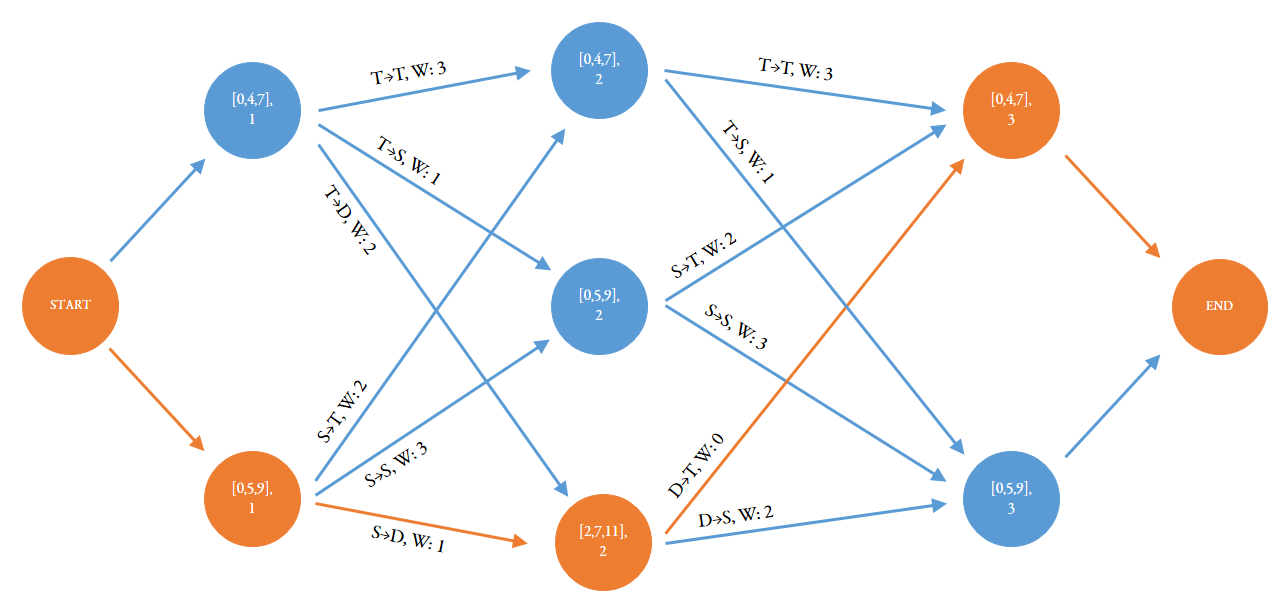 [0,4,7],
2
T→T, W: 3
T→T, W: 3
[0,4,7],
1
[0,4,7],
3
T→S, W: 1
T→S, W: 1
T→D, W: 2
S→T, W: 2
START
[0,5,9],
2
END
S→S, W: 3
S→T, W: 2
S→S, W: 3
D→T, W: 0
[0,5,9],
1
[0,5,9],
3
S→D, W: 1
[2,7,11],
2
D→S, W: 2